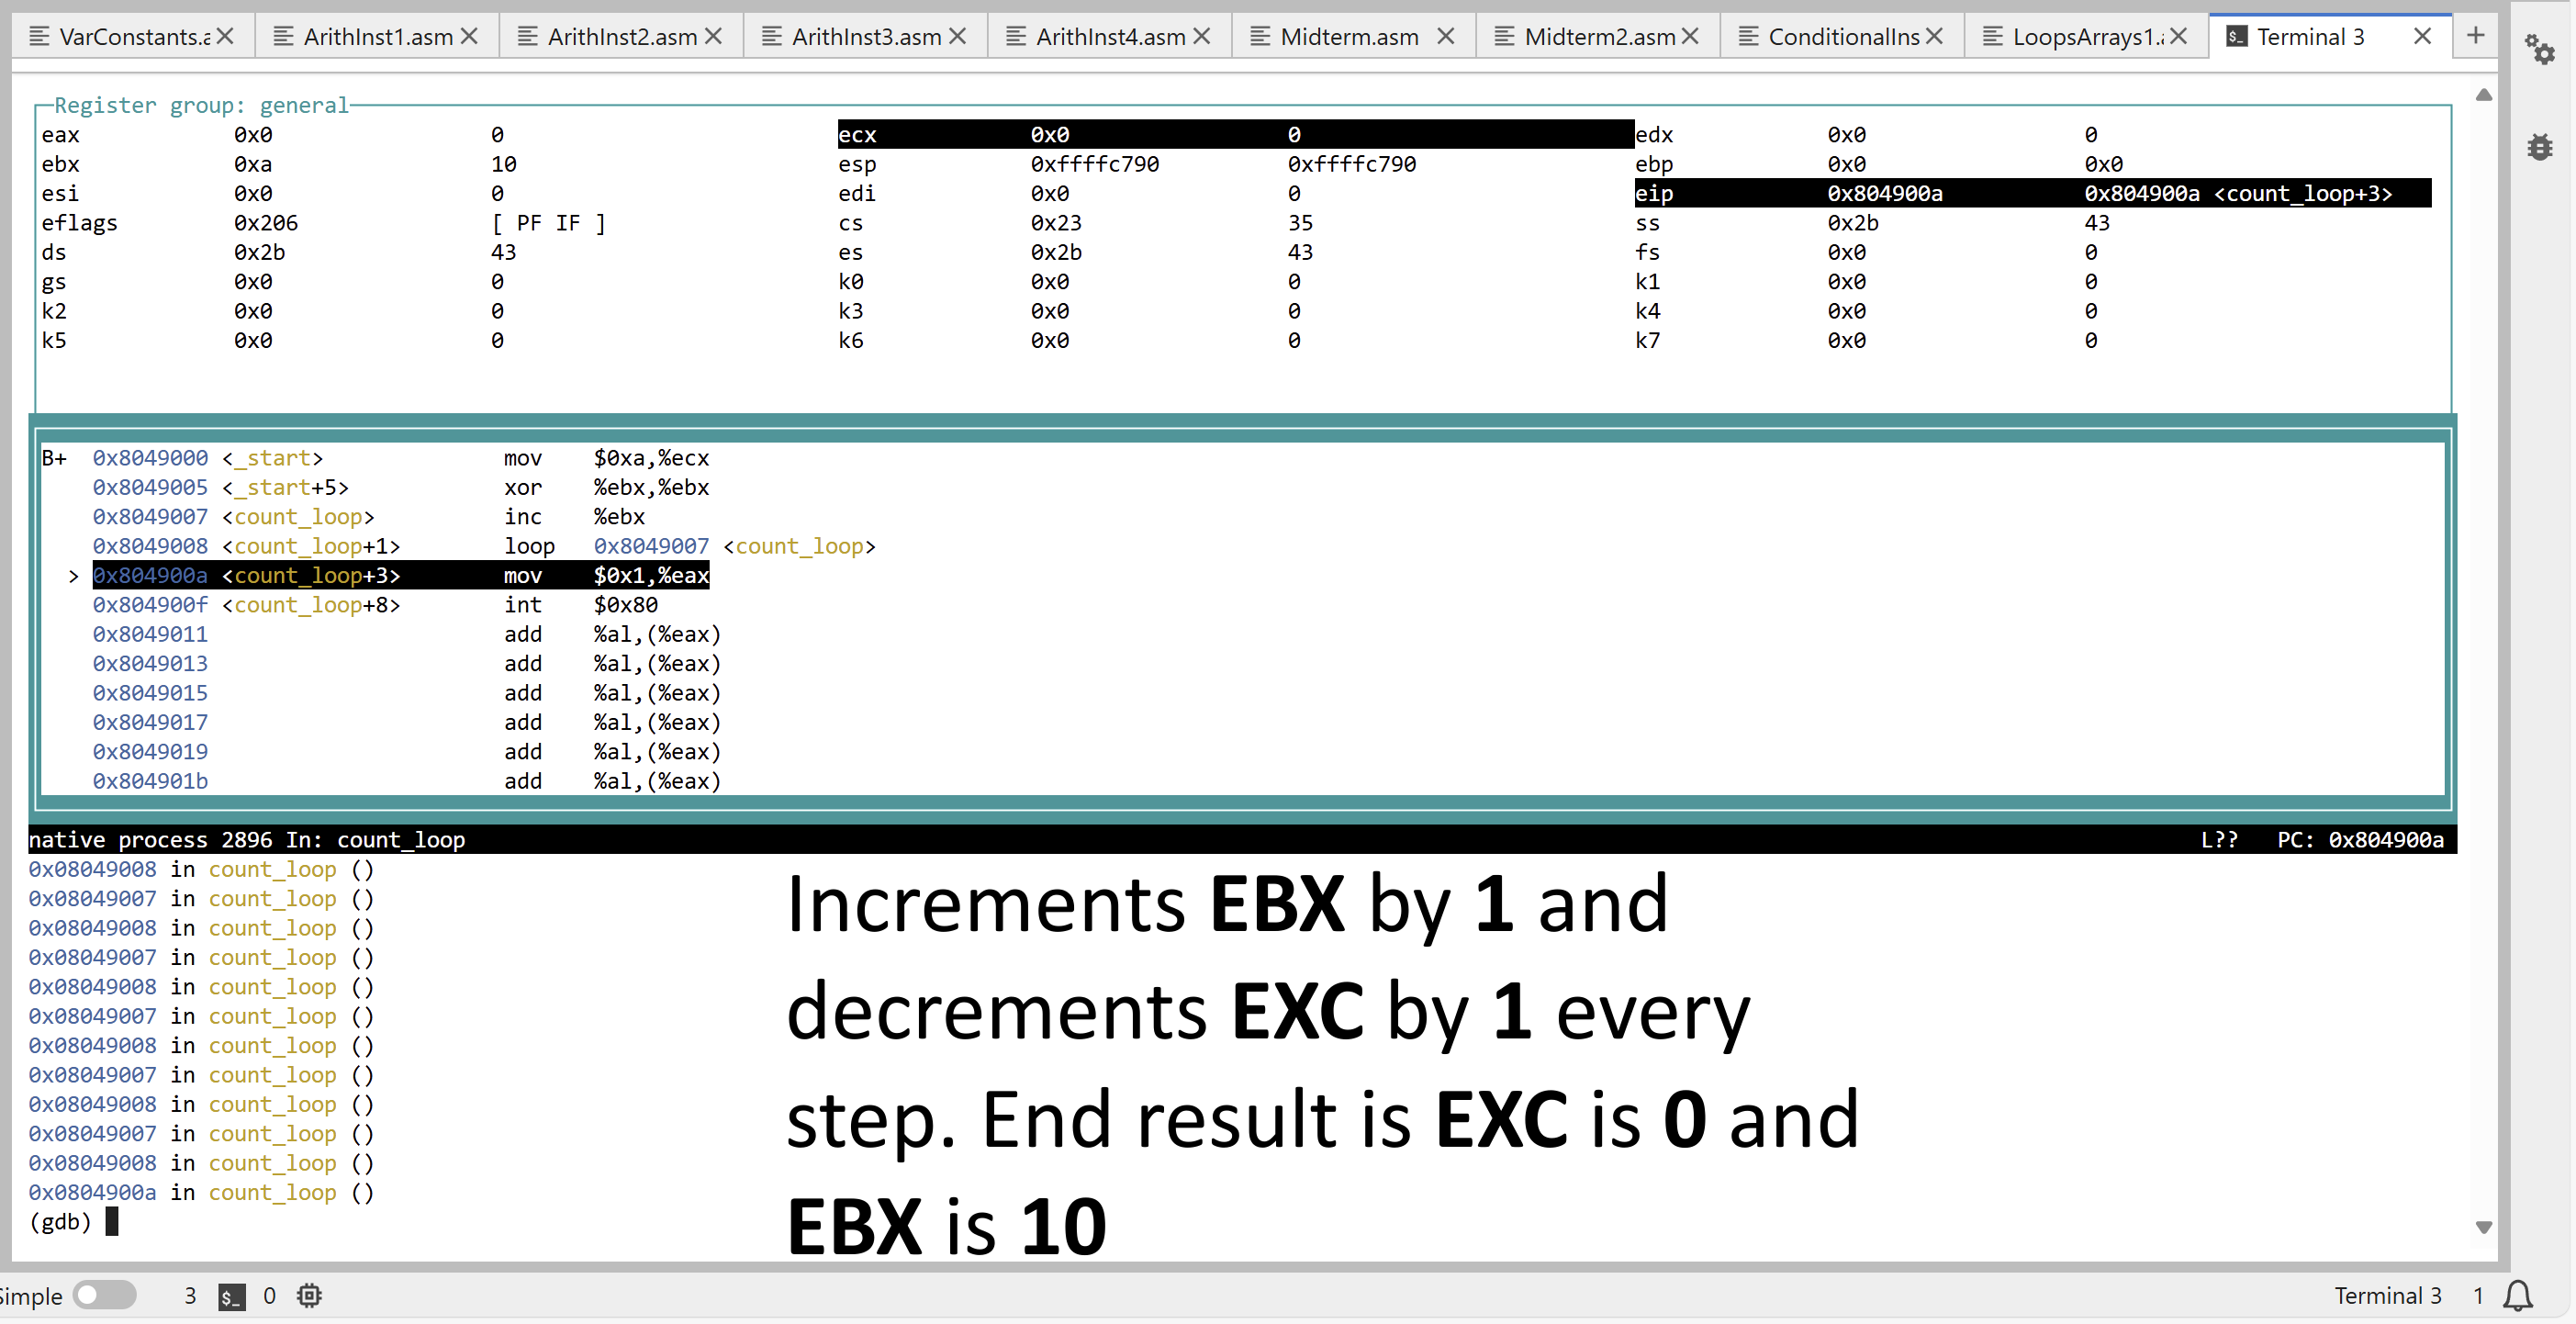 VarConstants.a ArithInst1.asm ArithInst2.asm ArithInst3.asm ArithInst4.asm Midterm.asm Midterm2.asm ConditionalIns LoopsArrays1.a Terminal 3
Register group: general
eax 0x0 0 ecx 0x0 0 edx 0x0 0
ebx 0xa 10 esp 0xffffc790 0xffffc790 ebp 0x0 0x0
esi 0x0 0 edi 0x0 0 eip 0x804900a 0x804900a <count_loop+3>
eflags 0x206 [ PF IF ] cs 0x23 35 ss 0x2b 43
ds 0x2b 43 es 0x2b 43 fs 0x0 0
gs 0x0 0 k0 0x0 0 k1 0x0 0
k2 0x0 0 k3 0x0 0 k4 0x0 0
k5 0x0 0 k6 0x0 0 k7 0x0 0
B+ 0x8049000 <_start> mov $0xa,%ecx
0x8049005 <_start+5> xor %ebx,%ebx
0x8049007 <count_loop> inc %ebx
0x8049008 <count_loop+1> loop 0x8049007 <count_loop>
> 0x804900a <count_loop+3> mov $0x1,%eax
0x804900f <count_loop+8> int $0x80
0x8049011 add %al,(%eax)
0x8049013 add %al,(%eax)
0x8049015 add %al,(%eax)
0x8049017 add %al,(%eax)
0x8049019 add %al,(%eax)
0x804901b add %al,(%eax)
native process 2896 In: count_loop L?? PC: 0x804900a
0x08049008 in count_loop ()
0x08049007 in count_loop ()
0x08049008 in count_loop ()
0x08049007 in count_loop ()
0x08049008 in count_loop ()
0x08049007 in count_loop ()
0x08049008 in count_loop ()
0x08049007 in count_loop ()
0x08049008 in count_loop ()
0x08049007 in count_loop ()
0x08049008 in count_loop ()
0x0804900a in count_loop ()
(gdb)
Increments EBX by 1 and
decrements EXC by 1 every
step. End result is EXC is 0 and
EBX is 10
Simple 3 $_ 0 Terminal 3 1